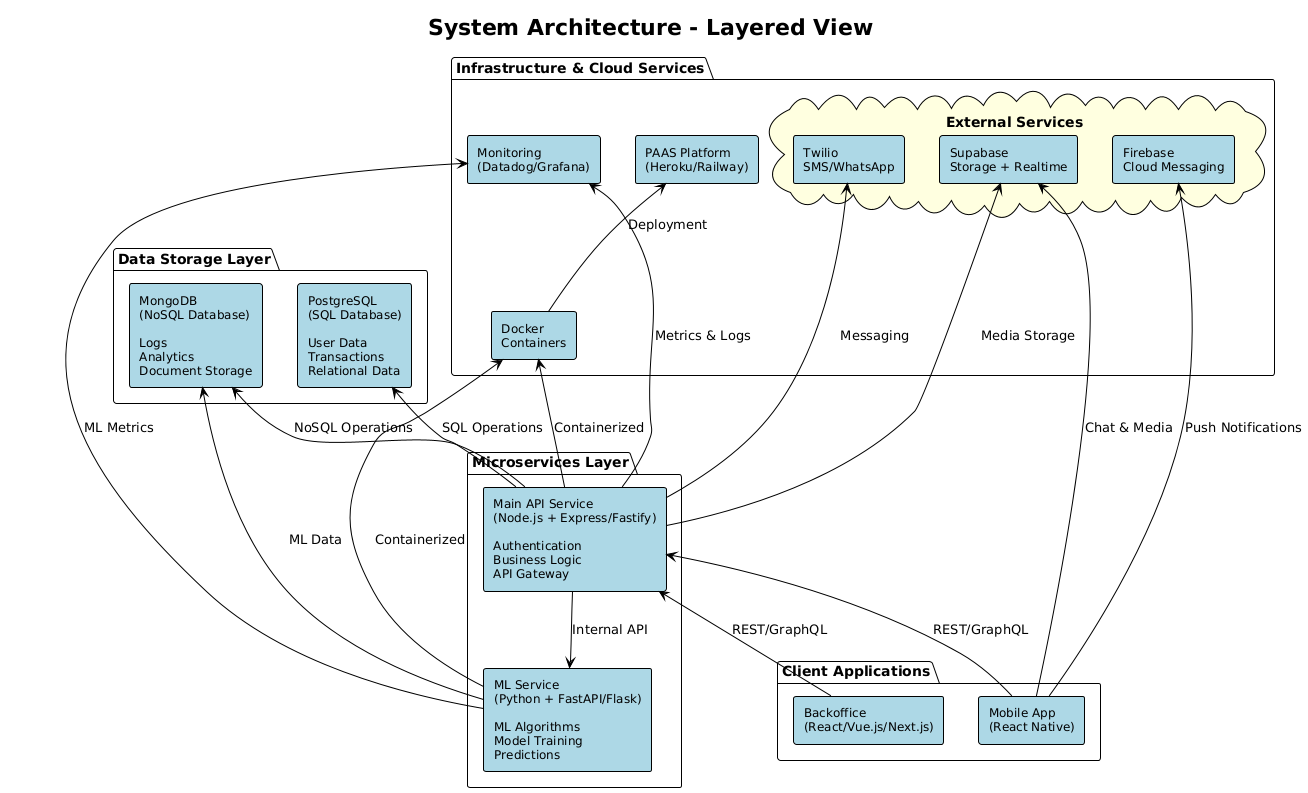 System Architecture - Layered View
Infrastructure & Cloud Services
External Services
Monitoring
(Datadog/Grafana)
PAAS Platform
(Heroku/Railway)
Twilio
SMS/WhatsApp
Supabase
Storage + Realtime
Firebase
Cloud Messaging
Deployment
Data Storage Layer
MongoDB
(NoSQL Database)
Logs
Analytics
Document Storage
PostgreSQL
(SQL Database)
User Data
Transactions
Relational Data
Docker
Containers
Metrics & Logs
Messaging
Media Storage
ML Metrics
NoSQL Operations
SQL Operations
Containerized
Chat & Media
Push Notifications
Microservices Layer
Main API Service
(Node.js + Express/Fastify)
Authentication
Business Logic
API Gateway
ML Data
Containerized
Internal API
REST/GraphQL
REST/GraphQL
ML Service
(Python + FastAPI/Flask)
ML Algorithms
Model Training
Predictions
Client Applications
Backoffice
(React/Vue.js/Next.js)
Mobile App
(React Native)